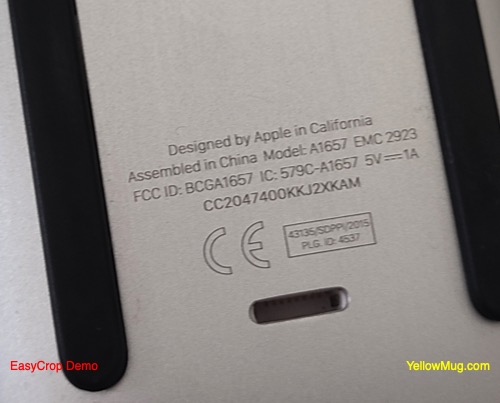 Designed by Apple in California
Assembled in China Model: A1657 EMC 2923
FCC ID: BCGA1657 IC: 579C-A1657 5V⎓1A
CC2047400KKJ2XKAM
CE
43136/SDPPI/2015
PLG. ID: 4537
EasyCrop Demo
YellowMug.com